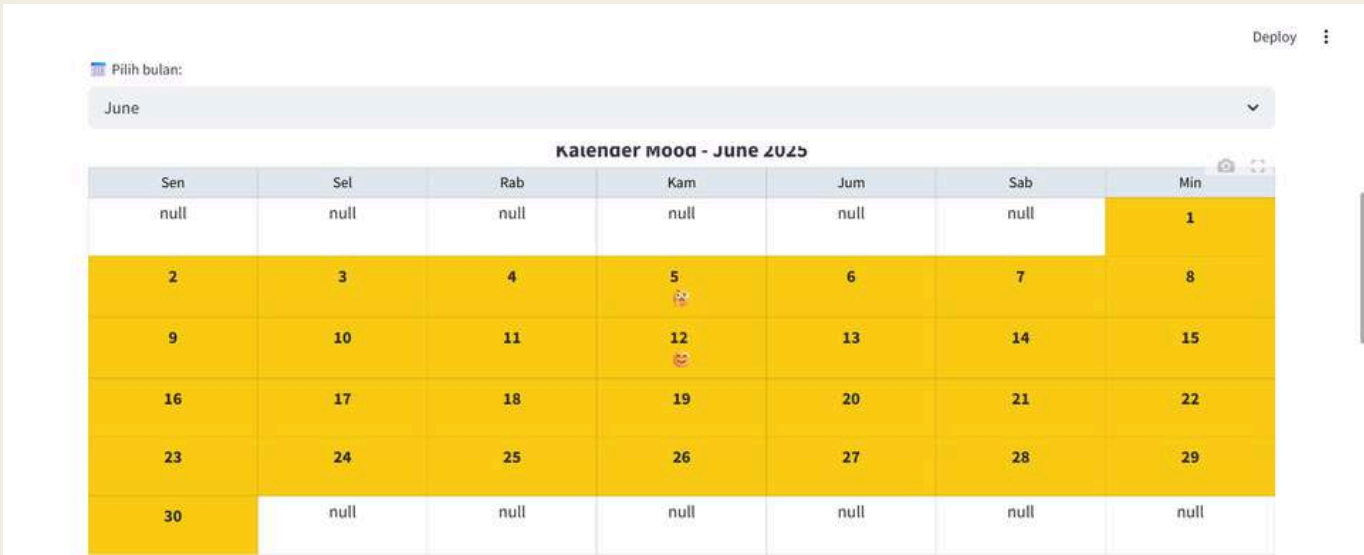 Deploy
Pilih bulan:
June
Kalender Mood - June 2025
Sen Sel Rab Kam Jum Sab Min
null null null null null null 1
2 3 4 5 6 7 8
9 10 11 12 13 14 15
16 17 18 19 20 21 22
23 24 25 26 27 28 29
30 null null null null null null